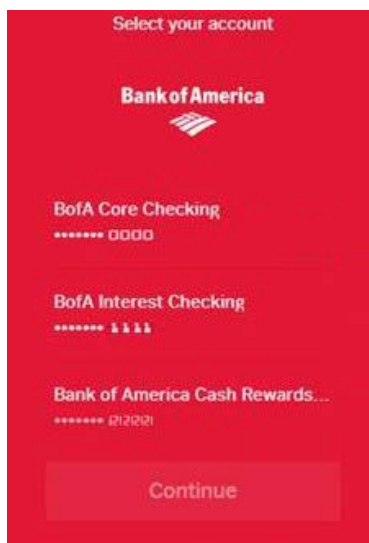 Select your account
Bank of America
BofA Core Checking
••••••• 0000
BofA Interest Checking
••••••• 1111
Bank of America Cash Rewards...
•••••••
Continue